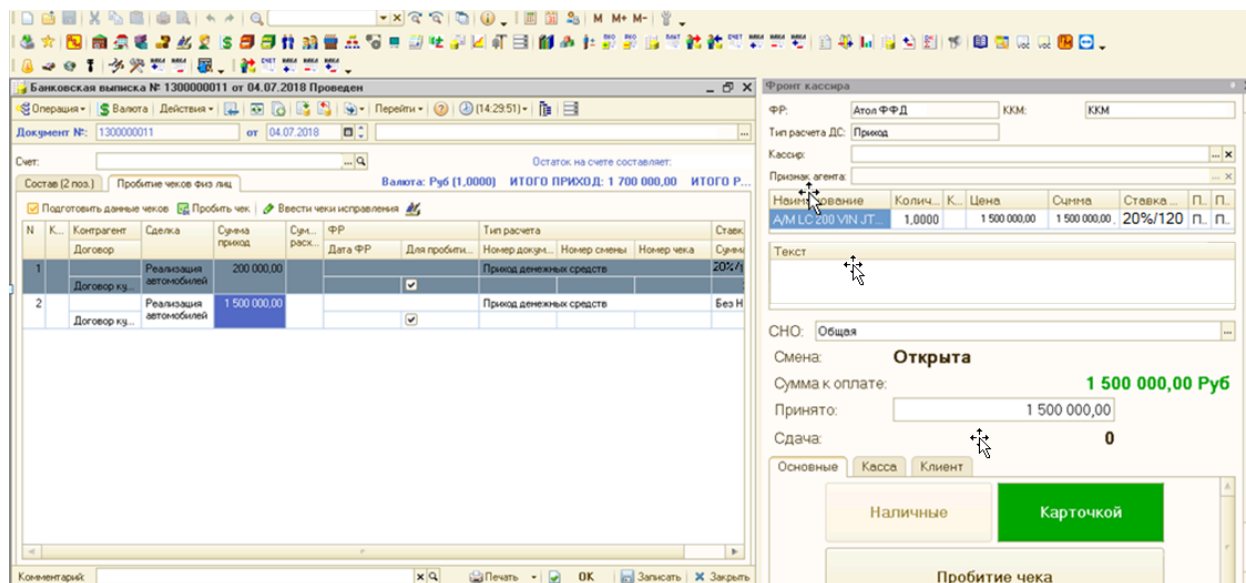 M M+ M-
Банковская выписка № 1300000011 от 04.07.2018 Проведен
Операция Валюта Действия (14:29:51) Перейти
Документ №: 1300000011 от 04.07.2018
Счет: Остаток на счете составляет:
Состав (2 поз.) Пробитие чеков физ лиц Валюта: Руб (1,0000) ИТОГО ПРИХОД: 1 700 000,00 ИТОГО Р...
Подготовить данные чеков Пробить чек Ввести чеки исправления
N К... Контрагент Сделка Сумма приход Сум... расх... ФР Тип расчета Ставк
Договор Дата ФР Для пробити... Номер докум... Номер смены Номер чека Сумма
1 Реализация автомобилей 200 000,00 Приход денежных средств 20%/1
Договор ку...
2 Реализация автомобилей 1 500 000,00 Приход денежных средств Без Н
Договор ку...
Комментарий: Печать OK Записать Закрыть
Фронт кассира
ФР: Атол ФФД ККМ: ККМ
Тип расчета ДС: Приход
Кассир:
Признак агента:
Колич... К... Цена Сумма Ставка ... П.. П..
А/М LC 200 VIN JT... 1,0000 1 500 000,00 1 500 000,00 20%/120 П.. П..
Текст
СНО: Общая
Смена: Открыта
Сумма к оплате: 1 500 000,00 Руб
Принято: 1 500 000,00
Сдача: 0
Основные Касса Клиент
Наличные Карточкой
Пробитие чека